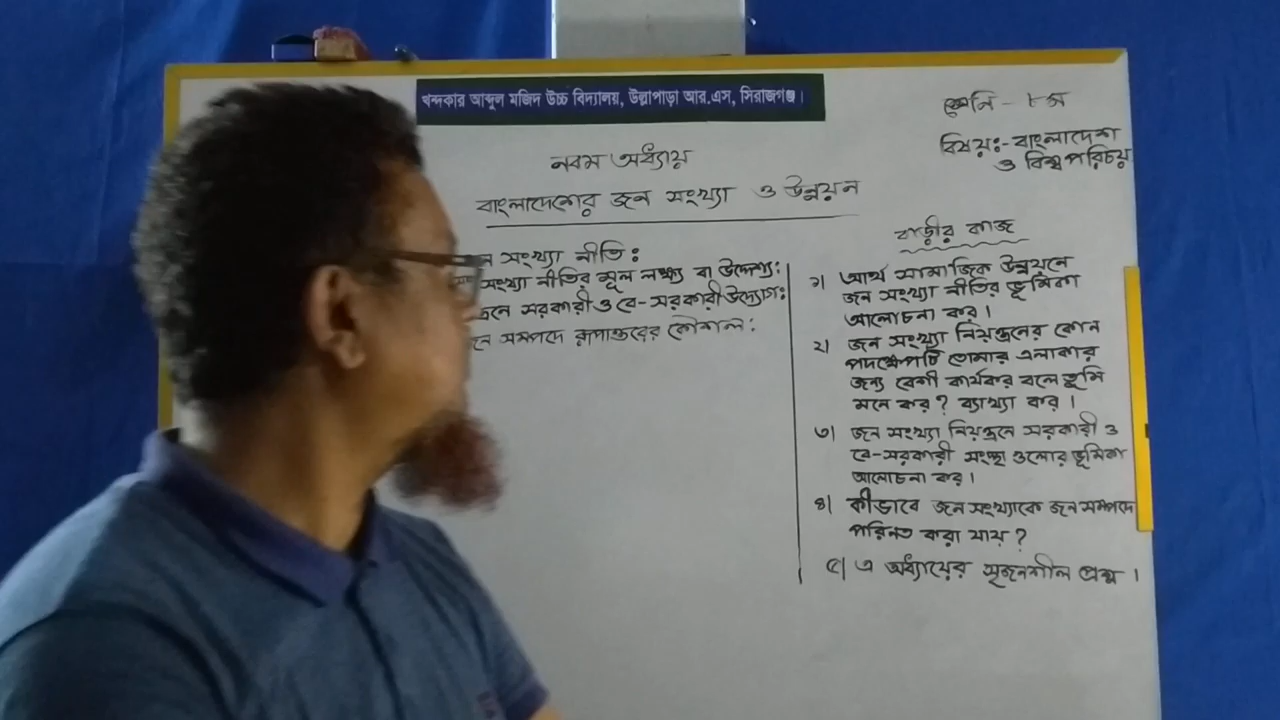 খন্দকার আব্দুল মজিদ উচ্চ বিদ্যালয়, উল্লাপাড়া আর.এস, সিরাজগঞ্জ।
শ্রেনি - ৮ম
বিষয়ঃ- বাংলাদেশ
ও বিশ্বপরিচয়
নবম অধ্যায়
বাংলাদেশের জন সংখ্যা ও উন্নয়ন
সংখ্যা নীতি :
সংখ্যা নীতির মূল লক্ষ্য বা উদ্দেশ্য:
সরকারী ও বে-সরকারী উদ্যোগ:
সম্পদে রূপান্তরের কৌশল :
বাড়ীর কাজ
১। আর্থ সামাজিক উন্নয়নে
জন সংখ্যা নীতির ভূমিকা
আলোচনা কর।
২। জন সংখ্যা নিয়ন্ত্রনের কোন
পদক্ষেপটি তোমার এলাকার
জন্য বেশী কার্যকর বলে তুমি
মনে কর? ব্যাখ্যা কর।
৩। জন সংখ্যা নিয়ন্ত্রনে সরকারী ও
বে-সরকারী সংস্থা গুলোর ভূমিকা
আলোচনা কর।
৪। কীভাবে জন সংখ্যাকে জন সম্পদে
পরিনত করা যায়?
৫। এ অধ্যায়ের সৃজনশীল প্রশ্ন।